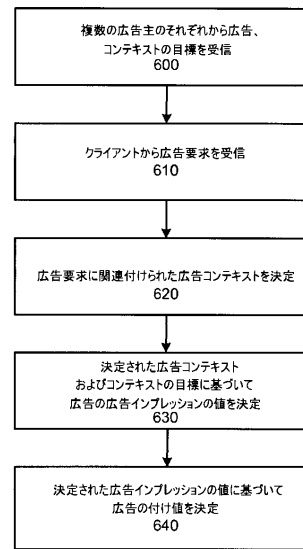 複数の広告主のそれぞれから広告、
コンテキストの目標を受信
600
クライアントから広告要求を受信
610
広告要求に関連付けられた広告コンテキストを決定
620
決定された広告コンテキスト
およびコンテキストの目標に基づいて
広告の広告インプレッションの値を決定
630
決定された広告インプレッションの値に基づいて
広告の付け値を決定
640